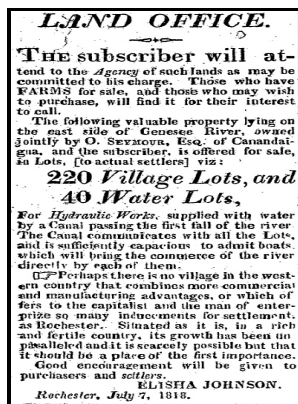 LAND OFFICE.
THE subscriber will at-
tend to the Agency of such lands as may be
committed to his charge. Those who have
FARMS for sale, and those who may wish
to purchase, will find it for their interest
to call.
The following valuable property lying on
the east side of Genesee River, owned
jointly by O. SEYMOUR, Esq. of Canandai-
gua, and the subscriber, is offered for sale,
in Lots, [to actual settlers] viz:
220 Village Lots, and
40 Water Lots,
For Hydraulic Works, supplied with water
by a Canal passing the first fall of the river
The Canal communicates with all the Lots,
and is sufficiently capacious to admit boats
which will bring the commerce of the river
directly by each of them.
☞ Perhaps there is no village in the west-
ern country that combines more commercial
and manufacturing advantages, or which of-
fers to the capitalist and the man of enter-
prize so many inducements for settlement.
as Rochester. Situated as it is, in a rich
and fertile country, its growth has been un
paralleled and it is scarcely possible but that
it should be a place of the first importance.
Good encouragement will be given to
purchasers and settlers.
ELISHA JOHNSON.
Rochester, July 7, 1818.